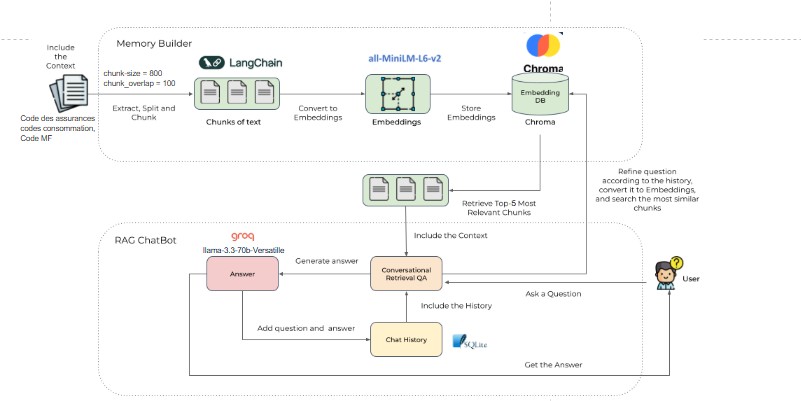 Memory Builder
Include
the
Context
Code des assurances
codes consommation,
Code MF
chunk-size = 800
chunk_overlap = 100
Extract, Split and
Chunk
LangChain
Chunks of text
Convert to
Embeddings
all-MiniLM-L6-v2
Embeddings
Store
Embeddings
Chroma
Embedding
DB
Chroma
Refine question
according to the history,
convert it to Embeddings,
and search the most similar
chunks
Retrieve Top-5 Most
Relevant Chunks
RAG ChatBot
groq
llama-3.3-70b-Versatille
Answer
Generate answer
Include the Context
Conversational
Retrieval QA
Ask a Question
?
User
Include the History
Add question and answer
Chat History
SQLite
Get the Answer